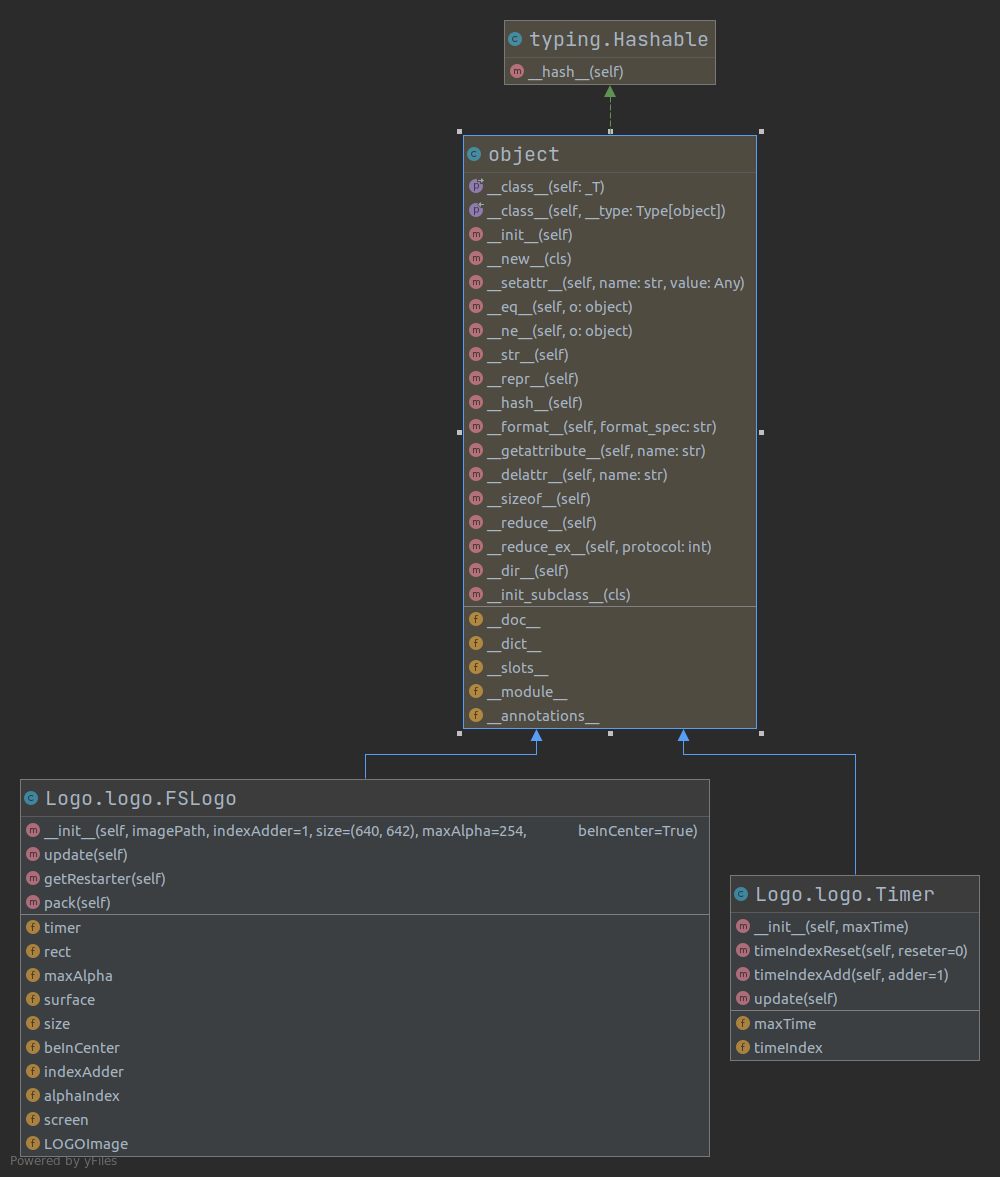 typing.Hashable
__hash__(self)
object
__class__(self: _T)
__class__(self, __type: Type[object])
__init__(self)
__new__(cls)
__setattr__(self, name: str, value: Any)
__eq__(self, o: object)
__ne__(self, o: object)
__str__(self)
__repr__(self)
__hash__(self)
__format__(self, format_spec: str)
__getattribute__(self, name: str)
__delattr__(self, name: str)
__sizeof__(self)
__reduce__(self)
__reduce_ex__(self, protocol: int)
__dir__(self)
__init_subclass__(cls)
__doc__
__dict__
__slots__
__module__
__annotations__
Logo.logo.FSLogo
__init__(self, imagePath, indexAdder=1, size=(640, 642), maxAlpha=254, beInCenter=True)
update(self)
getRestarter(self)
pack(self)
timer
rect
maxAlpha
surface
size
beInCenter
indexAdder
alphaIndex
screen
LOGOImage
Logo.logo.Timer
__init__(self, maxTime)
timeIndexReset(self, reseter=0)
timeIndexAdd(self, adder=1)
update(self)
maxTime
timeIndex
Powered by yFiles